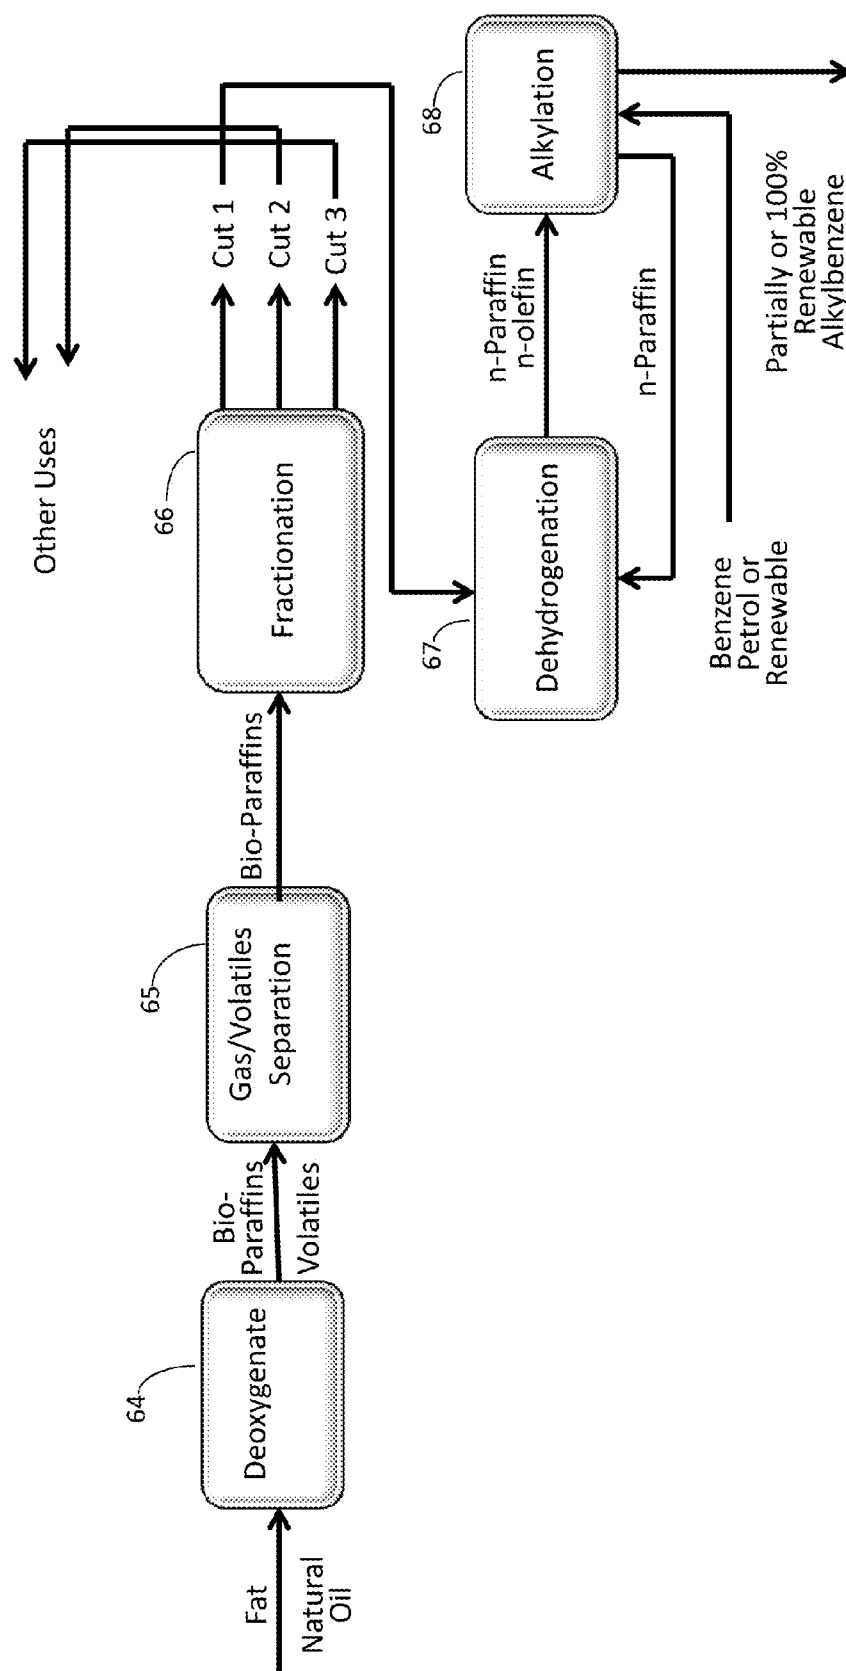 Fat
Natural
Oil
64
Deoxygenate
Bio-
Paraffins
Volatiles
65
Gas/Volatiles
Separation
Bio-Paraffins
66
Fractionation
Cut 1
Cut 2
Cut 3
Other Uses
67
Dehydrogenation
n-Paraffin
n-olefin
n-Paraffin
68
Alkylation
Benzene
Petrol or
Renewable
Partially or 100%
Renewable
Alkylbenzene